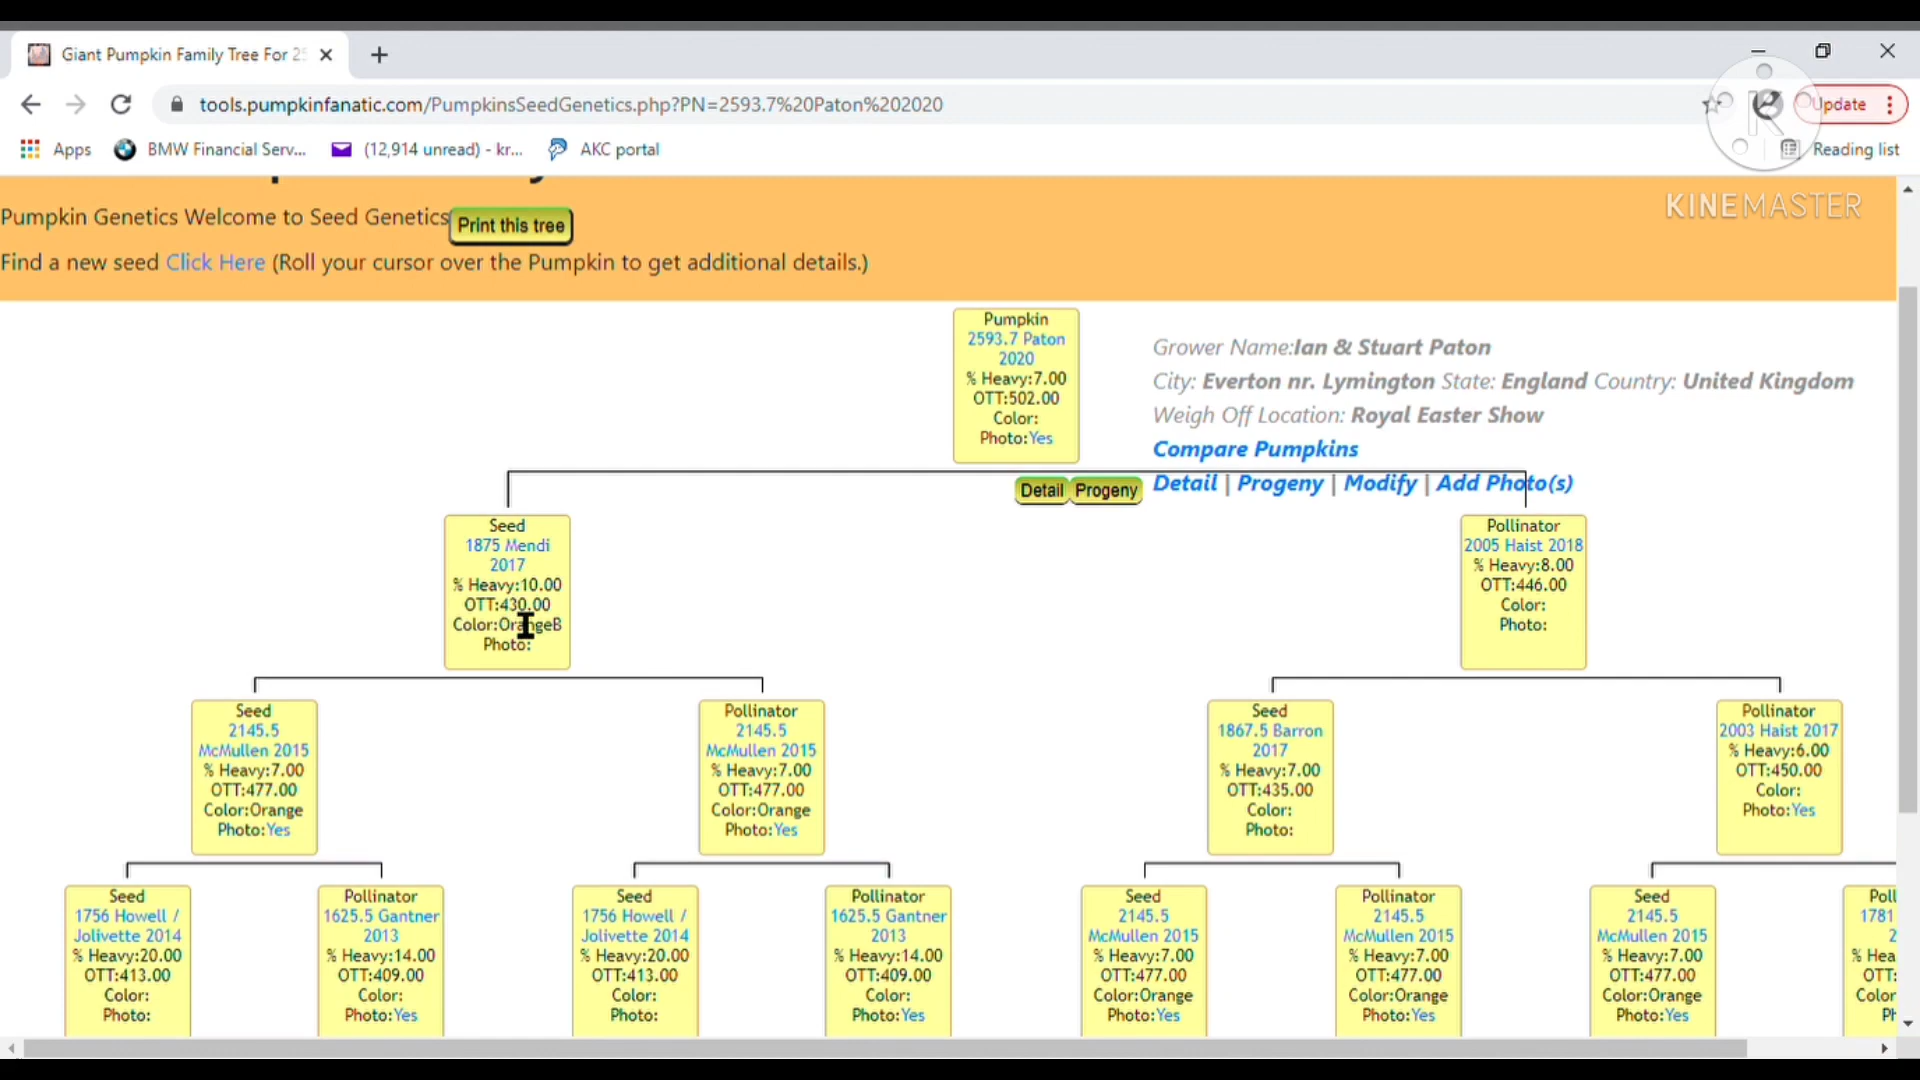 Giant Pumpkin Family Tree For 25
tools.pumpkinfanatic.com/PumpkinsSeedGenetics.php?PN=2593.7%20Paton%202020
Update
Apps
BMW Financial Serv...
(12,914 unread) - kr...
AKC portal
Reading list
KINEMASTER
Pumpkin Genetics Welcome to Seed Genetics
Print this tree
Find a new seed Click Here (Roll your cursor over the Pumpkin to get additional details.)
Pumpkin
2593.7 Paton
2020
% Heavy:7.00
OTT:502.00
Color:
Photo:Yes
Grower Name:Ian & Stuart Paton
City: Everton nr. Lymington State: England Country: United Kingdom
Weigh Off Location: Royal Easter Show
Compare Pumpkins
Detail | Progeny | Modify | Add Photo(s)
Detail
Progeny
Seed
1875 Mendi
2017
% Heavy:10.00
OTT:430.00
Color:OrangeB
Photo:
Pollinator
2005 Haist 2018
% Heavy:8.00
OTT:446.00
Color:
Photo:
Seed
2145.5
McMullen 2015
% Heavy:7.00
OTT:477.00
Color:Orange
Photo:Yes
Pollinator
2145.5
McMullen 2015
% Heavy:7.00
OTT:477.00
Color:Orange
Photo:Yes
Seed
1867.5 Barron
2017
% Heavy:7.00
OTT:435.00
Color:
Photo:
Pollinator
2003 Haist 2017
% Heavy:6.00
OTT:450.00
Color:
Photo:Yes
Seed
1756 Howell /
Jolivette 2014
% Heavy:20.00
OTT:413.00
Color:
Photo:
Pollinator
1625.5 Gantner
2013
% Heavy:14.00
OTT:409.00
Color:
Photo:Yes
Seed
1756 Howell /
Jolivette 2014
% Heavy:20.00
OTT:413.00
Color:
Photo:
Pollinator
1625.5 Gantner
2013
% Heavy:14.00
OTT:409.00
Color:
Photo:Yes
Seed
2145.5
McMullen 2015
% Heavy:7.00
OTT:477.00
Color:Orange
Photo:Yes
Pollinator
2145.5
McMullen 2015
% Heavy:7.00
OTT:477.00
Color:Orange
Photo:Yes
Seed
2145.5
McMullen 2015
% Heavy:7.00
OTT:477.00
Color:Orange
Photo:Yes
Poll
1781
2
% Hea
OTT:
Color
Ph